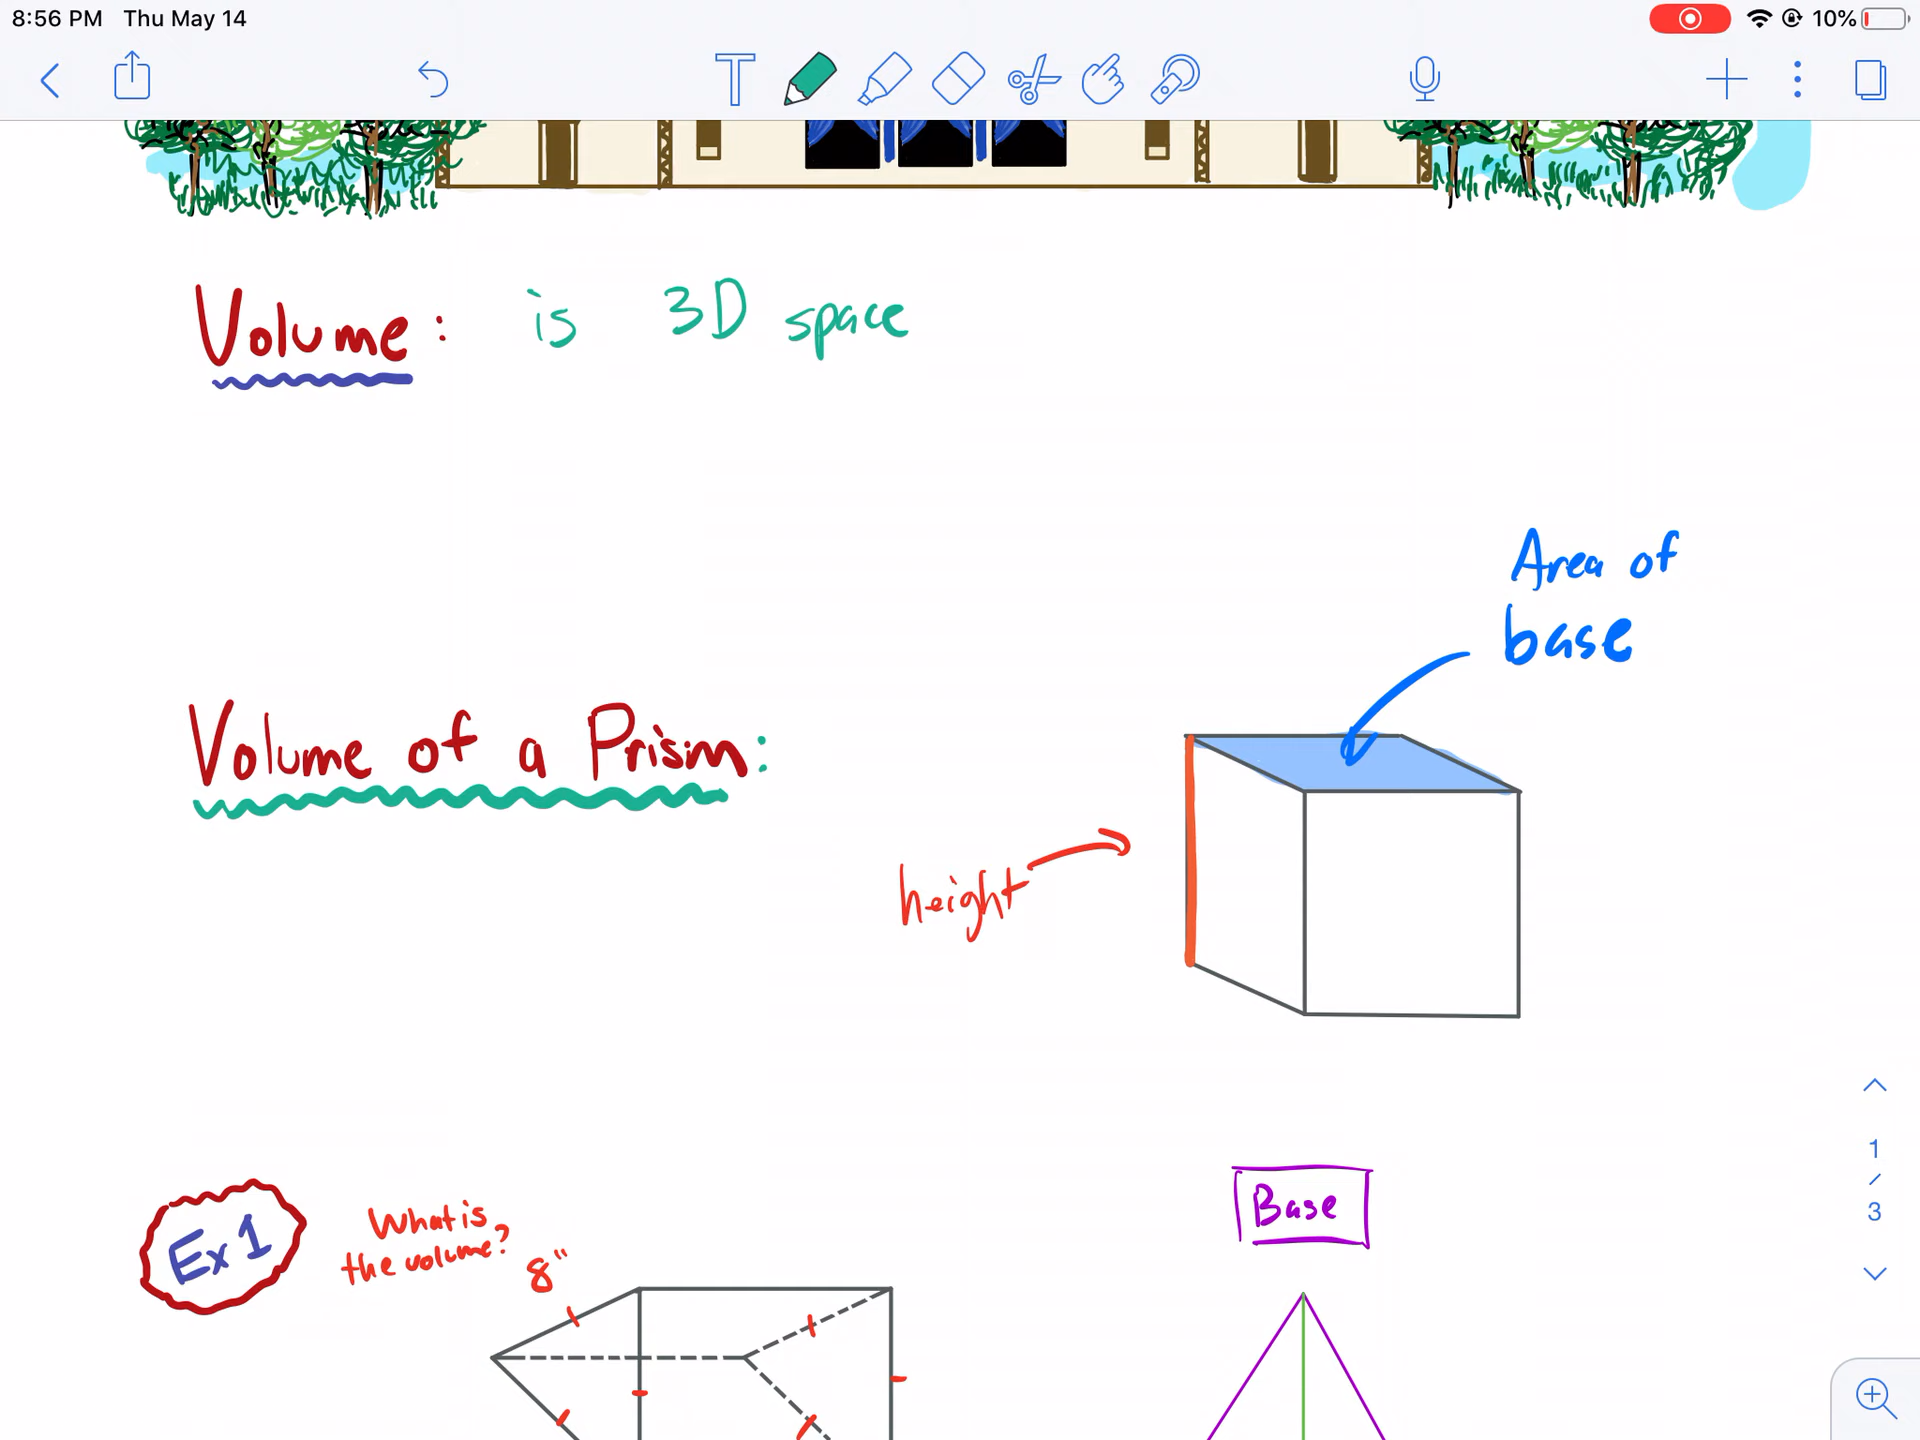 8:56 PM Thu May 14
10%
T
Volume: is 3D space
Area of
base
Volume of a Prism:
height
Base
Ex 1
What is
the volume?
8"
1
/
3